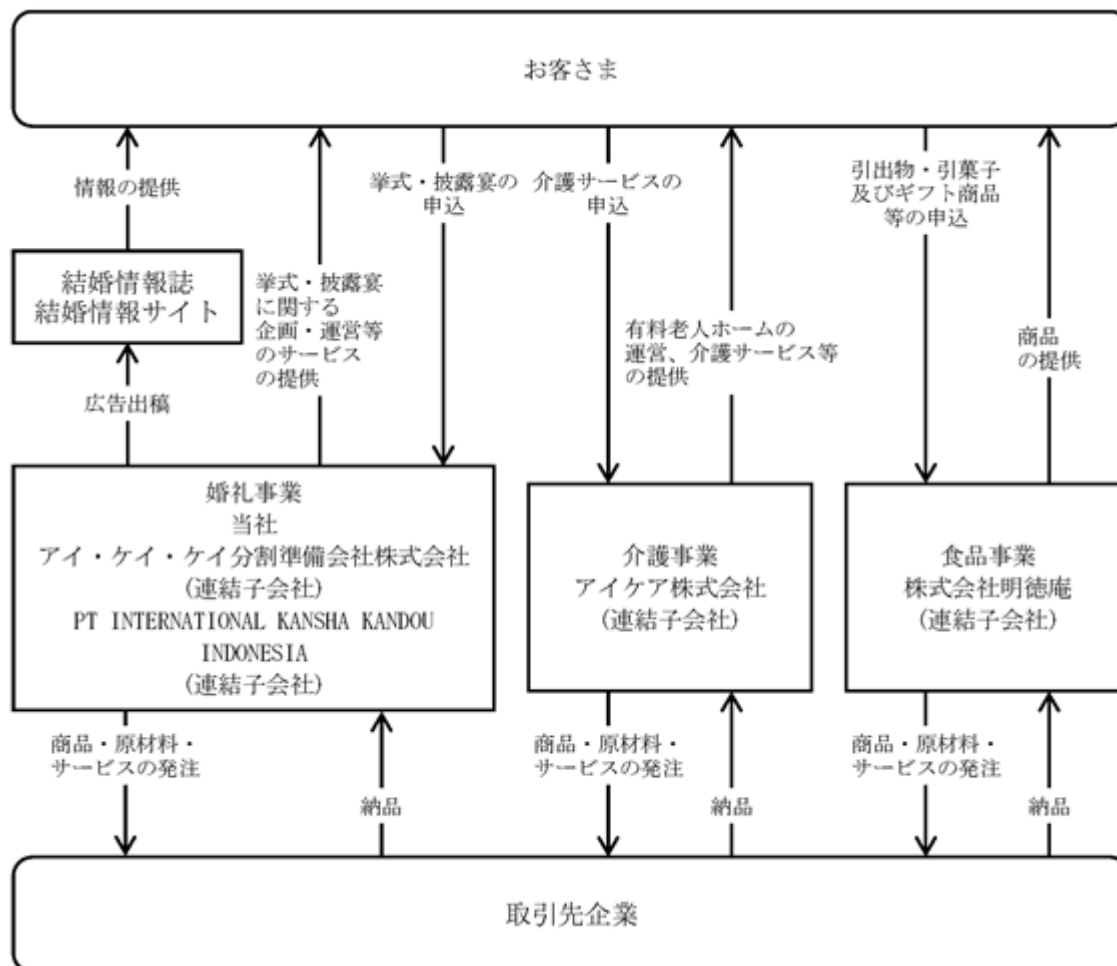 お客さま
情報の提供
結婚情報誌
結婚情報サイト
広告出稿
挙式・披露宴
に関する
企画・運営等
のサービス
の提供
挙式・披露宴の
申込
介護サービスの
申込
有料老人ホームの
運営、介護サービス等
の提供
引出物・引菓子
及びギフト商品
等の申込
商品
の提供
婚礼事業
当社
アイ・ケイ・ケイ分割準備会社株式会社
(連結子会社)
PT INTERNATIONAL KANSHA KANDOU
INDONESIA
(連結子会社)
介護事業
アイケア株式会社
(連結子会社)
食品事業
株式会社明徳庵
(連結子会社)
商品・原材料・
サービスの発注
納品
商品・原材料・
サービスの発注
納品
商品・原材料・
サービスの発注
納品
取引先企業